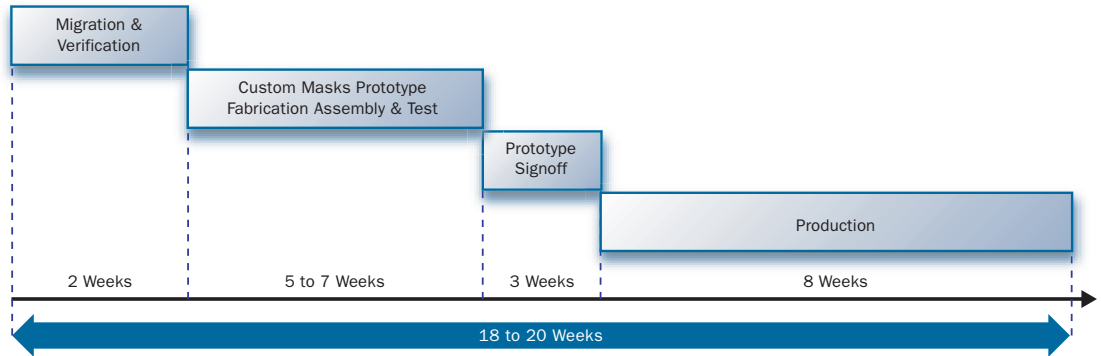 Migration &
Verification
Custom Masks Prototype
Fabrication Assembly & Test
Prototype
Signoff
Production
2 Weeks
5 to 7 Weeks
3 Weeks
8 Weeks
18 to 20 Weeks